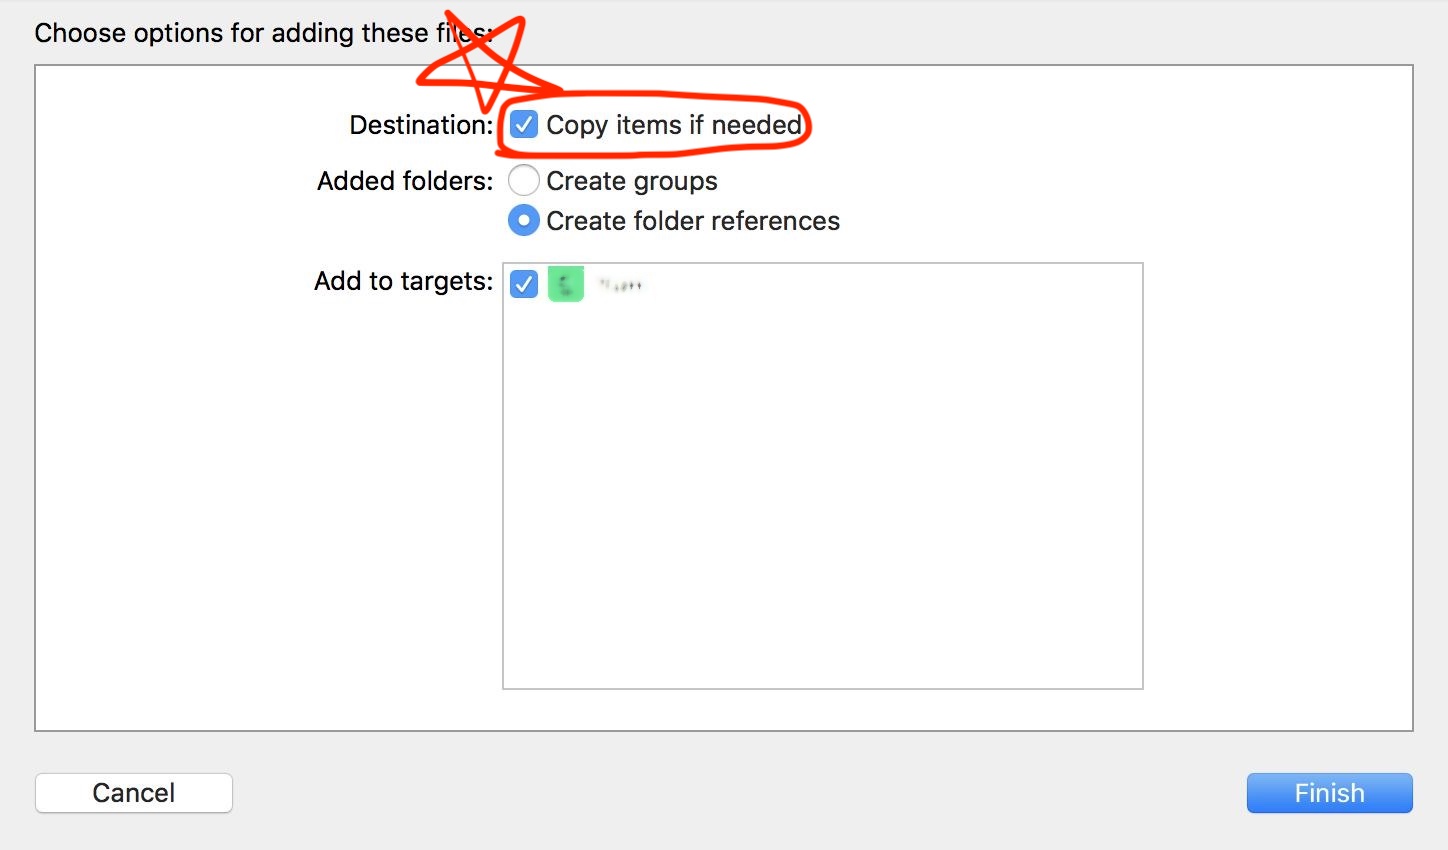 Choose options for adding these files:
Destination: Copy items if needed
Added folders: Create groups
Create folder references
Add to targets:
Cancel Finish